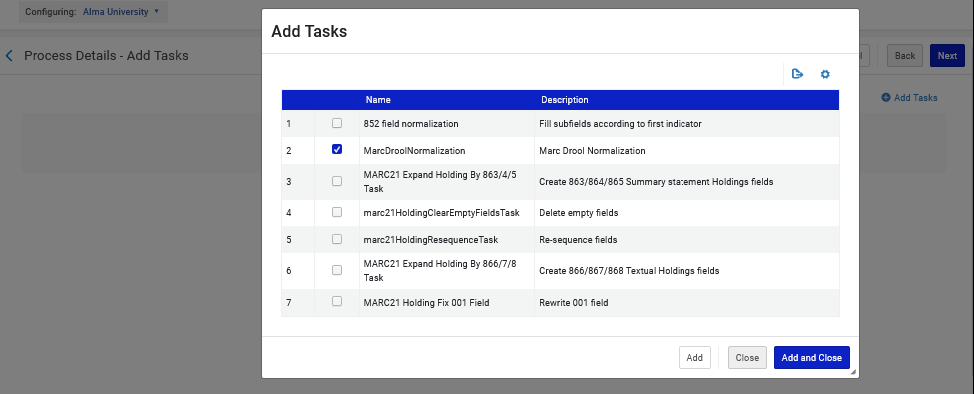 Configuring: Alma University
Process Details - Add Tasks
Back
Next
Add Tasks
Add Tasks
Name Description
1 852 field normalization Fill subfields according to first indicator
2 MarcDroolNormalization Marc Drool Normalization
3 MARC21 Expand Holding By 863/4/5 Task Create 863/864/865 Summary statement Holdings fields
4 marc21HoldingClearEmptyFieldsTask Delete empty fields
5 marc21HoldingResequenceTask Re-sequence fields
6 MARC21 Expand Holding By 866/7/8 Task Create 866/867/868 Textual Holdings fields
7 MARC21 Holding Fix 001 Field Rewrite 001 field
Add
Close
Add and Close